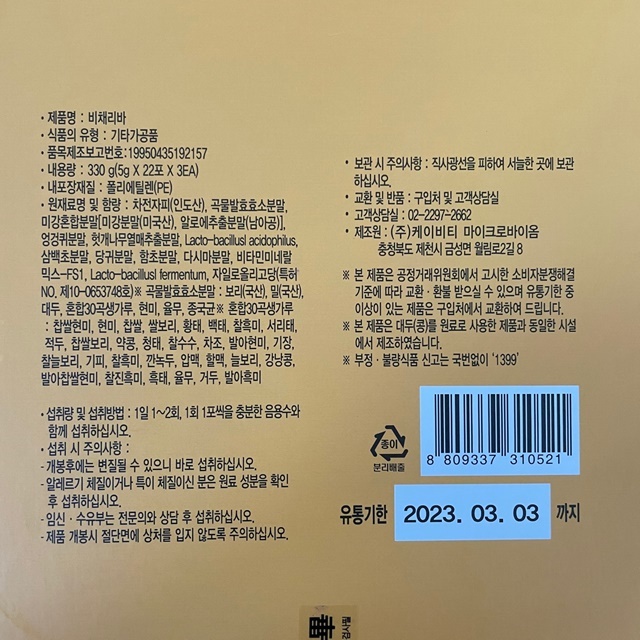 · 제품명 : 비채리바
· 식품의 유형 : 기타가공품
· 품목제조보고번호:19950435192157
· 내용량 : 330 g(5g X 22포 X 3EA)
· 내포장재질 : 폴리에틸렌(PE)
· 원재료명 및 함량 : 차전자피(인도산), 곡물발효효소분말,
미강혼합분말[미강분말(미국산), 알로에추출분말(남아공)],
엉겅퀴분말, 헛개나무열매추출분말, Lacto-bacillusl acidophilus,
삼백초분말, 당귀분말, 함초분말, 다시마분말, 비타민미네랄
믹스-FS1, Lacto-bacillusl fermentum, 자일로올리고당(특허
NO, 제10-0653748호)※ 곡물효소분말 : 보리(국산), 밀(국산),
대두, 혼합30곡생가루, 현미, 율무, 종국균※ 혼합30곡생가루
: 찹쌀현미, 현미, 찹쌀, 쌀보리, 황태, 백태, 찰흑미, 서리태,
적두, 찹쌀보리, 약콩, 청태, 찰수수, 차조, 발아현미, 기장,
찰늘보리, 기피, 찰흑미, 깐녹두, 압맥, 할맥, 늘보리, 강낭콩,
발아찹쌀현미, 찰진흑미, 흑태, 율무, 거두, 발아흑미
· 섭취량 및 섭취방법 : 1일 1~2회, 1회 1포씩을 충분한 음용수와
함께 섭취하십시오.
· 섭취 시 주의사항 :
- 개봉후에는 변질될 수 있으니 바로 섭취하십시오.
- 알레르기 체질이거나 특이 체질이신 분은 원료 성분을 확인
후 섭취하십시오.
- 임신 · 수유부는 전문의와 상담 후 섭취하십시오.
- 제품 개봉시 절단면에 상처를 입지 않도록 주의하십시오.
· 보관 시 주의사항 : 직사광선을 피하여 서늘한 곳에 보관
하십시오.
· 교환 및 반품 : 구입처 및 고객상담실
· 고객상담실 : 02-2297-2662
· 제조원 : (주)케이비티 마이크로바이옴
충청북도 제천시 금성면 월림로2길 8
※ 본 제품은 공정거래위원회에서 고시한 소비자분쟁해결
기준에 따라 교환 · 환불 받으실 수 있으며 유통기한 중
이상이 있는 제품은 구입처에서 교환하여 드립니다.
※ 본 제품은 대두(콩)를 원료로 사용한 제품과 동일한 시설
에서 제조하였습니다.
※ 부정 · 불량식품 신고는 국번없이 '1399'
종이
분리배출
8 809337 310521
유통기한 2023. 03. 03 까지